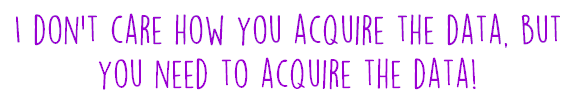 I DON'T CARE HOW YOU ACQUIRE THE DATA, BUT
YOU NEED TO ACQUIRE THE DATA!